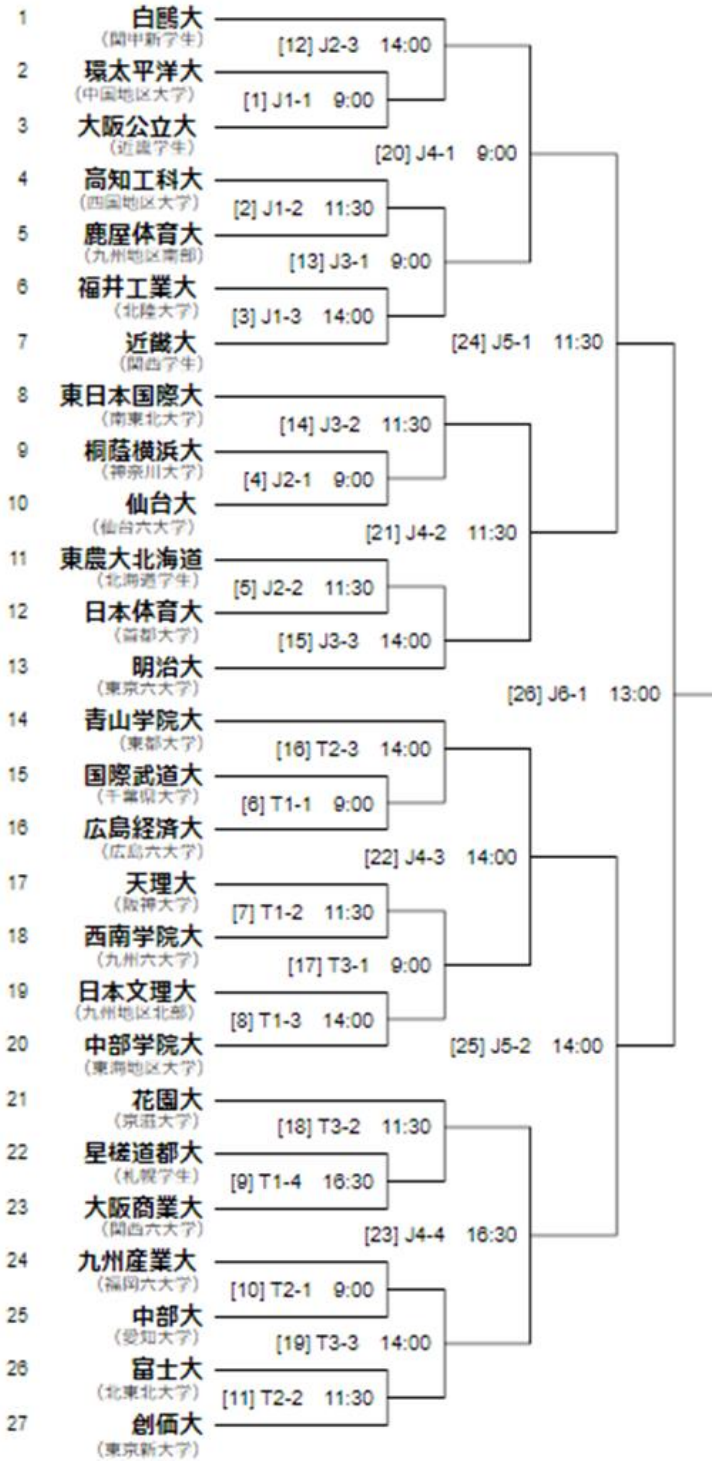 1 白鷗大
(関甲新学生)
[12] J2-3 14:00
2 環太平洋大
(中国地区大学)
[1] J1-1 9:00
3 大阪公立大
(近畿学生)
[20] J4-1 9:00
4 高知工科大
(四国地区大学)
[2] J1-2 11:30
5 鹿屋体育大
(九州地区南部)
[13] J3-1 9:00
6 福井工業大
(北陸大学)
[3] J1-3 14:00
7 近畿大
(関西学生)
[24] J5-1 11:30
8 東日本国際大
(南東北大学)
[14] J3-2 11:30
9 桐蔭横浜大
(神奈川大学)
[4] J2-1 9:00
10 仙台大
(仙台六大学)
[21] J4-2 11:30
11 東農大北海道
(北海道学生)
[5] J2-2 11:30
12 日本体育大
(首都大学)
[15] J3-3 14:00
13 明治大
(東京六大学)
[26] J6-1 13:00
14 青山学院大
(東都大学)
[16] T2-3 14:00
15 国際武道大
(千葉県大学)
[6] T1-1 9:00
16 広島経済大
(広島六大学)
[22] J4-3 14:00
17 天理大
(阪神大学)
[7] T1-2 11:30
18 西南学院大
(九州六大学)
[17] T3-1 9:00
19 日本文理大
(九州地区北部)
[8] T1-3 14:00
20 中部学院大
(東海地区大学)
[25] J5-2 14:00
21 花園大
(京滋大学)
[18] T3-2 11:30
22 星槎道都大
(札幌学生)
[9] T1-4 16:30
23 大阪商業大
(関西六大学)
[23] J4-4 16:30
24 九州産業大
(福岡六大学)
[10] T2-1 9:00
25 中部大
(愛知大学)
[19] T3-3 14:00
26 富士大
(北東北大学)
[11] T2-2 11:30
27 創価大
(東京新大学)